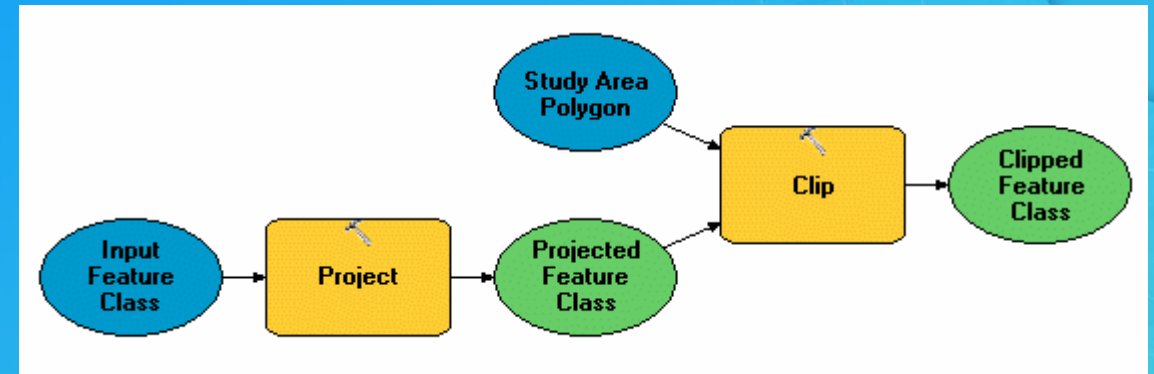 Study Area
Polygon
Clip
Clipped
Feature
Class
Input
Feature
Class
Project
Projected
Feature
Class